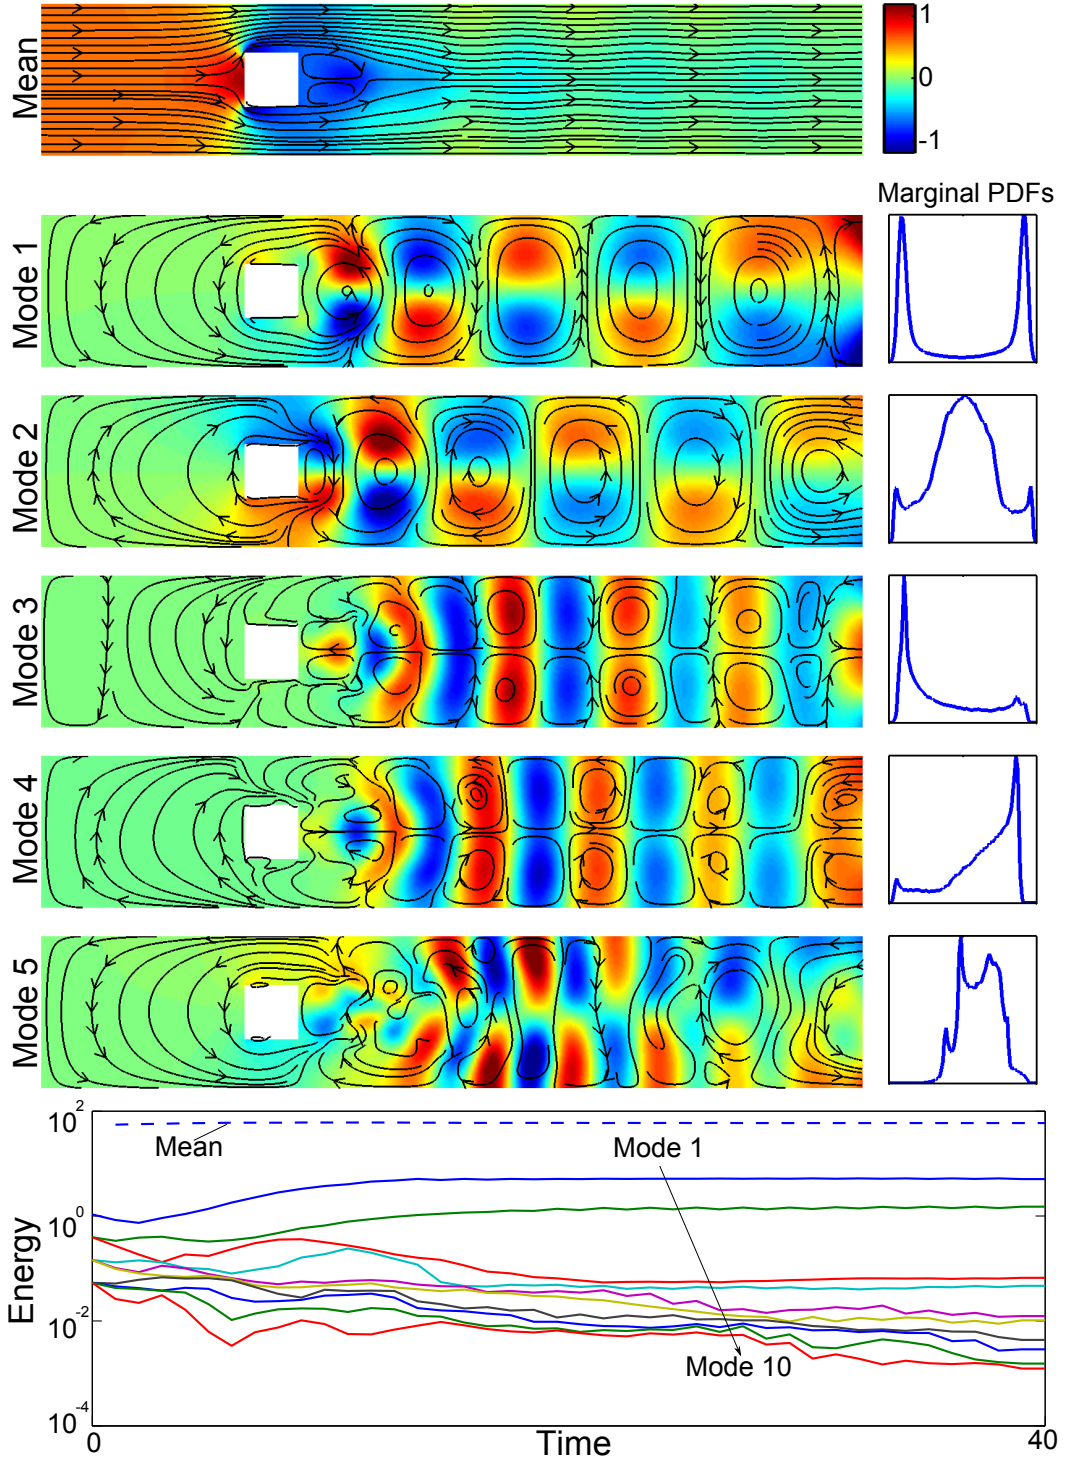 Mean
1
0
-1
Marginal PDFs
Mode 1
Mode 2
Mode 3
Mode 4
Mode 5
10^2
10^0
10^-2
10^-4
Energy
Mean
Mode 1
Mode 10
0
Time
40